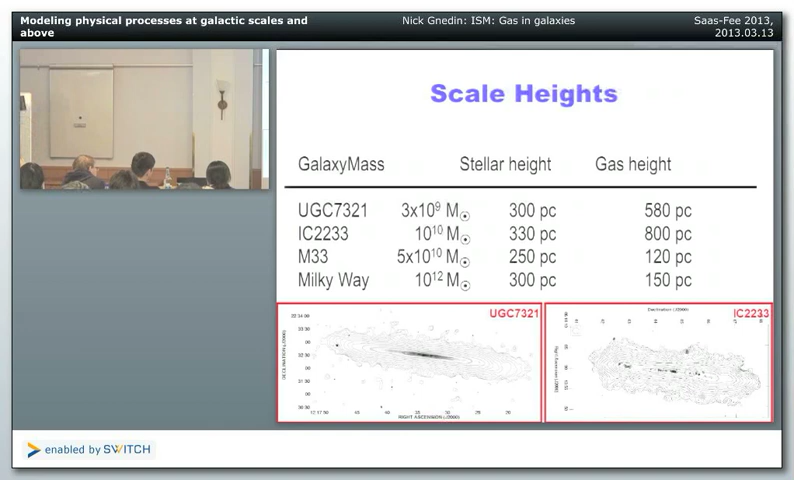 Modeling physical processes at galactic scales and
above
Nick Gnedin: ISM: Gas in galaxies
Saas-Fee 2013,
2013.03.13
Scale Heights
GalaxyMass Stellar height Gas height
UGC7321 3x10⁹ M☉ 300 pc 580 pc
IC2233 10¹⁰ M☉ 330 pc 800 pc
M33 5x10¹⁰ M☉ 250 pc 120 pc
Milky Way 10¹² M☉ 300 pc 150 pc
UGC7321
IC2233
RIGHT ASCENSION (J2000)
enabled by SWITCH